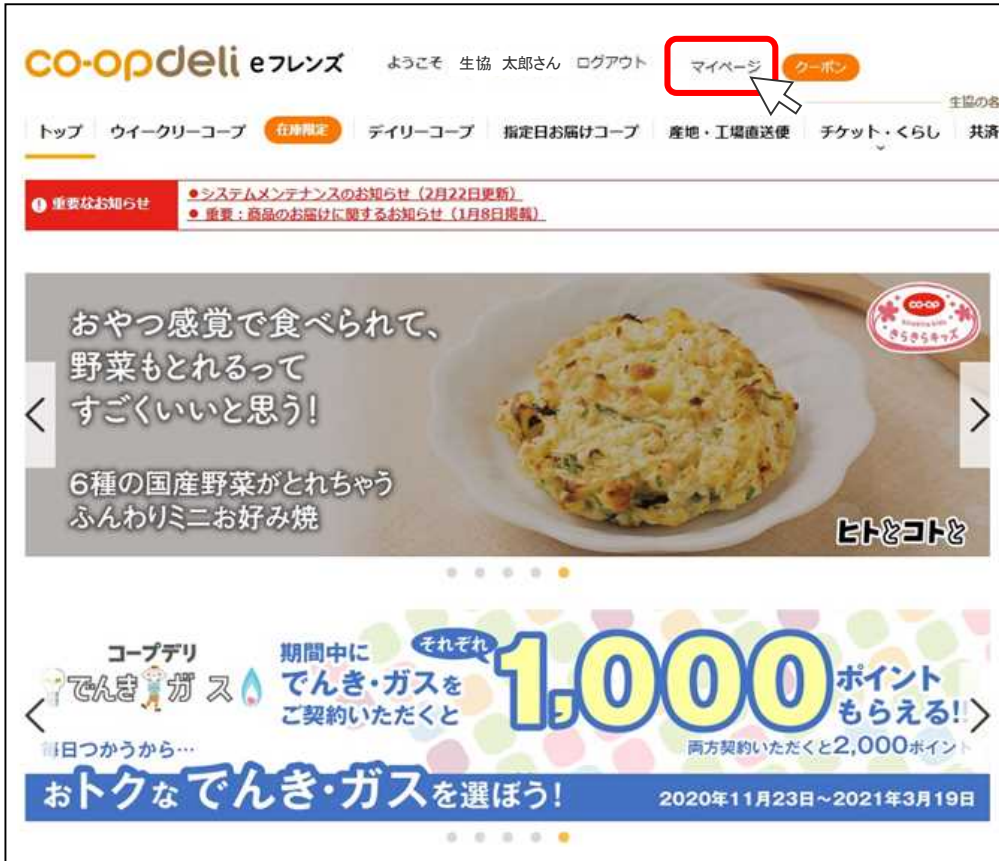 co-opdeli eフレンズ ようこそ 生協 太郎さん ログアウト マイページ クーポン
生協の名
トップ ウイークリーコープ 在庫限定 デイリーコープ 指定日お届けコープ 産地・工場直送便 チケット・くらし 共済
重要なお知らせ
●システムメンテナンスのお知らせ（2月22日更新）
● 重要：商品のお届けに関するお知らせ（1月8日掲載）
おやつ感覚で食べられて、
野菜もとれるって
すごくいいと思う！
6種の国産野菜がとれちゃう
ふんわりミニお好み焼
co-op
きらきらキッズ
ヒトとコトと
コープデリ
でんき ガス
毎日つかうから…
期間中に
でんき・ガスを
ご契約いただくと
それぞれ
1,000
ポイント
もらえる!!
両方契約いただくと2,000ポイント
おトクなでんき・ガスを選ぼう！
2020年11月23日～2021年3月19日